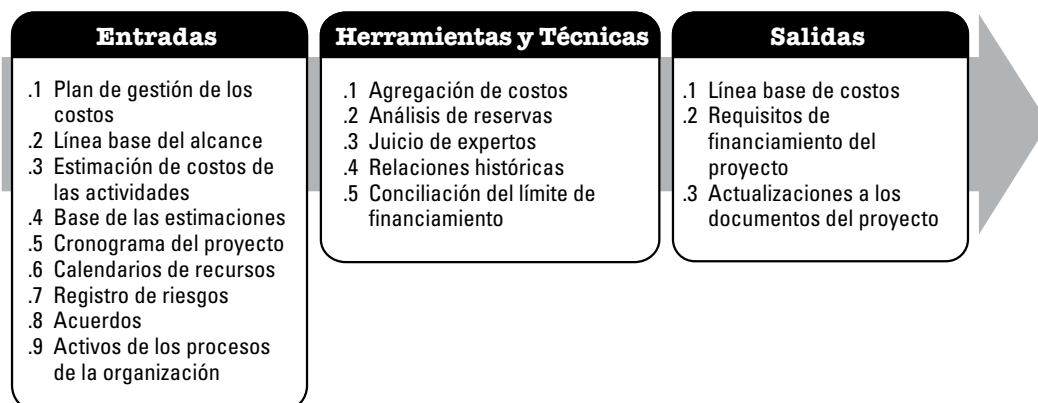 Entradas
.1 Plan de gestión de los
costos
.2 Línea base del alcance
.3 Estimación de costos de
las actividades
.4 Base de las estimaciones
.5 Cronograma del proyecto
.6 Calendarios de recursos
.7 Registro de riesgos
.8 Acuerdos
.9 Activos de los procesos
de la organización
Herramientas y Técnicas
.1 Agregación de costos
.2 Análisis de reservas
.3 Juicio de expertos
.4 Relaciones históricas
.5 Conciliación del límite de
financiamiento
Salidas
.1 Línea base de costos
.2 Requisitos de
financiamiento del
proyecto
.3 Actualizaciones a los
documentos del proyecto